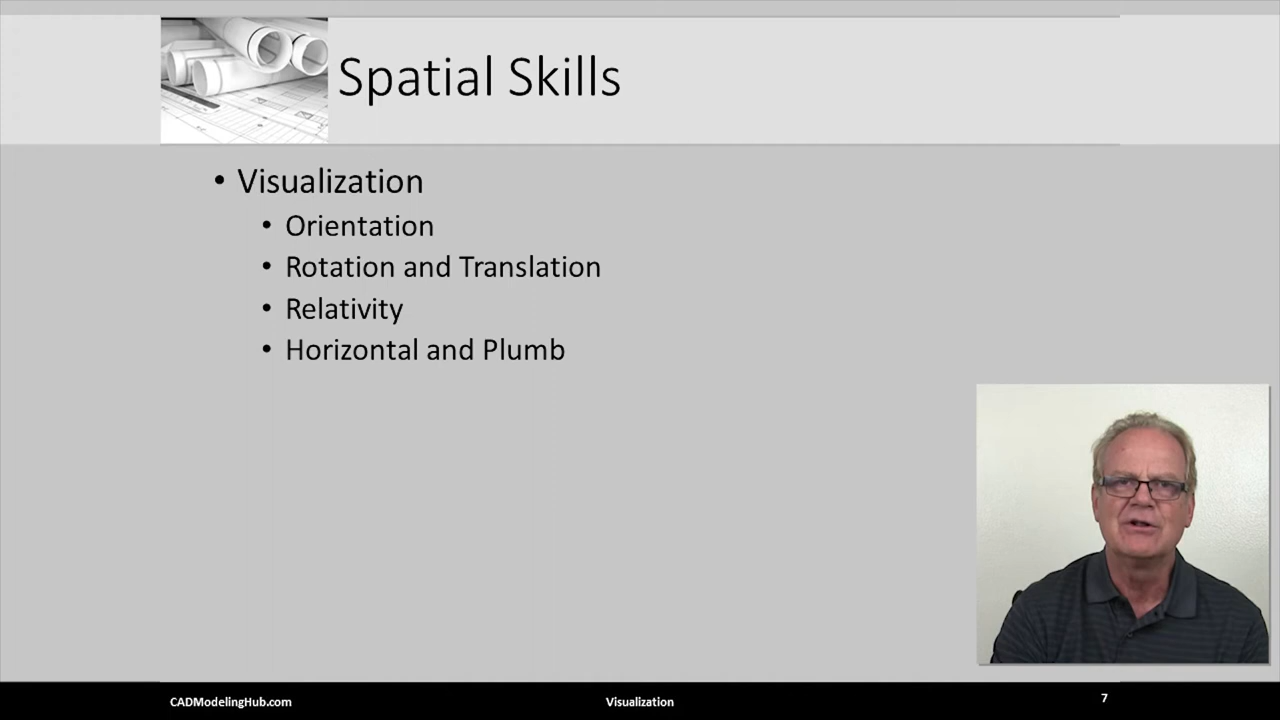 Spatial Skills
• Visualization
• Orientation
• Rotation and Translation
• Relativity
• Horizontal and Plumb
CADModelingHub.com
Visualization
7